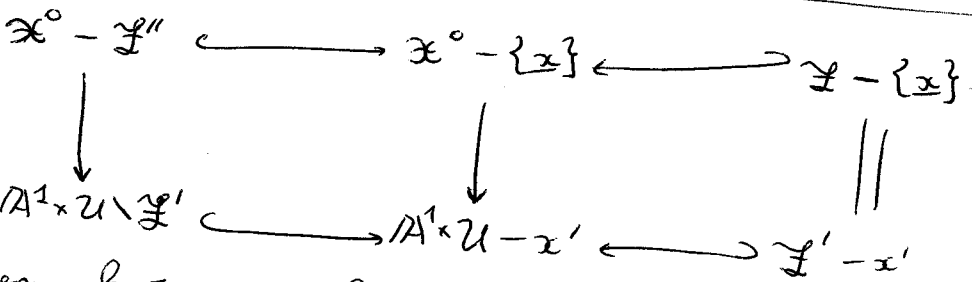 𝒳° − 𝒵'' ↪ 𝒳° − {x} ↩ 𝒵 − {x}
𝔸¹ × 𝒰 \ 𝒵' ↪ 𝔸¹ × 𝒰 − x' ↩ 𝒵' − x'